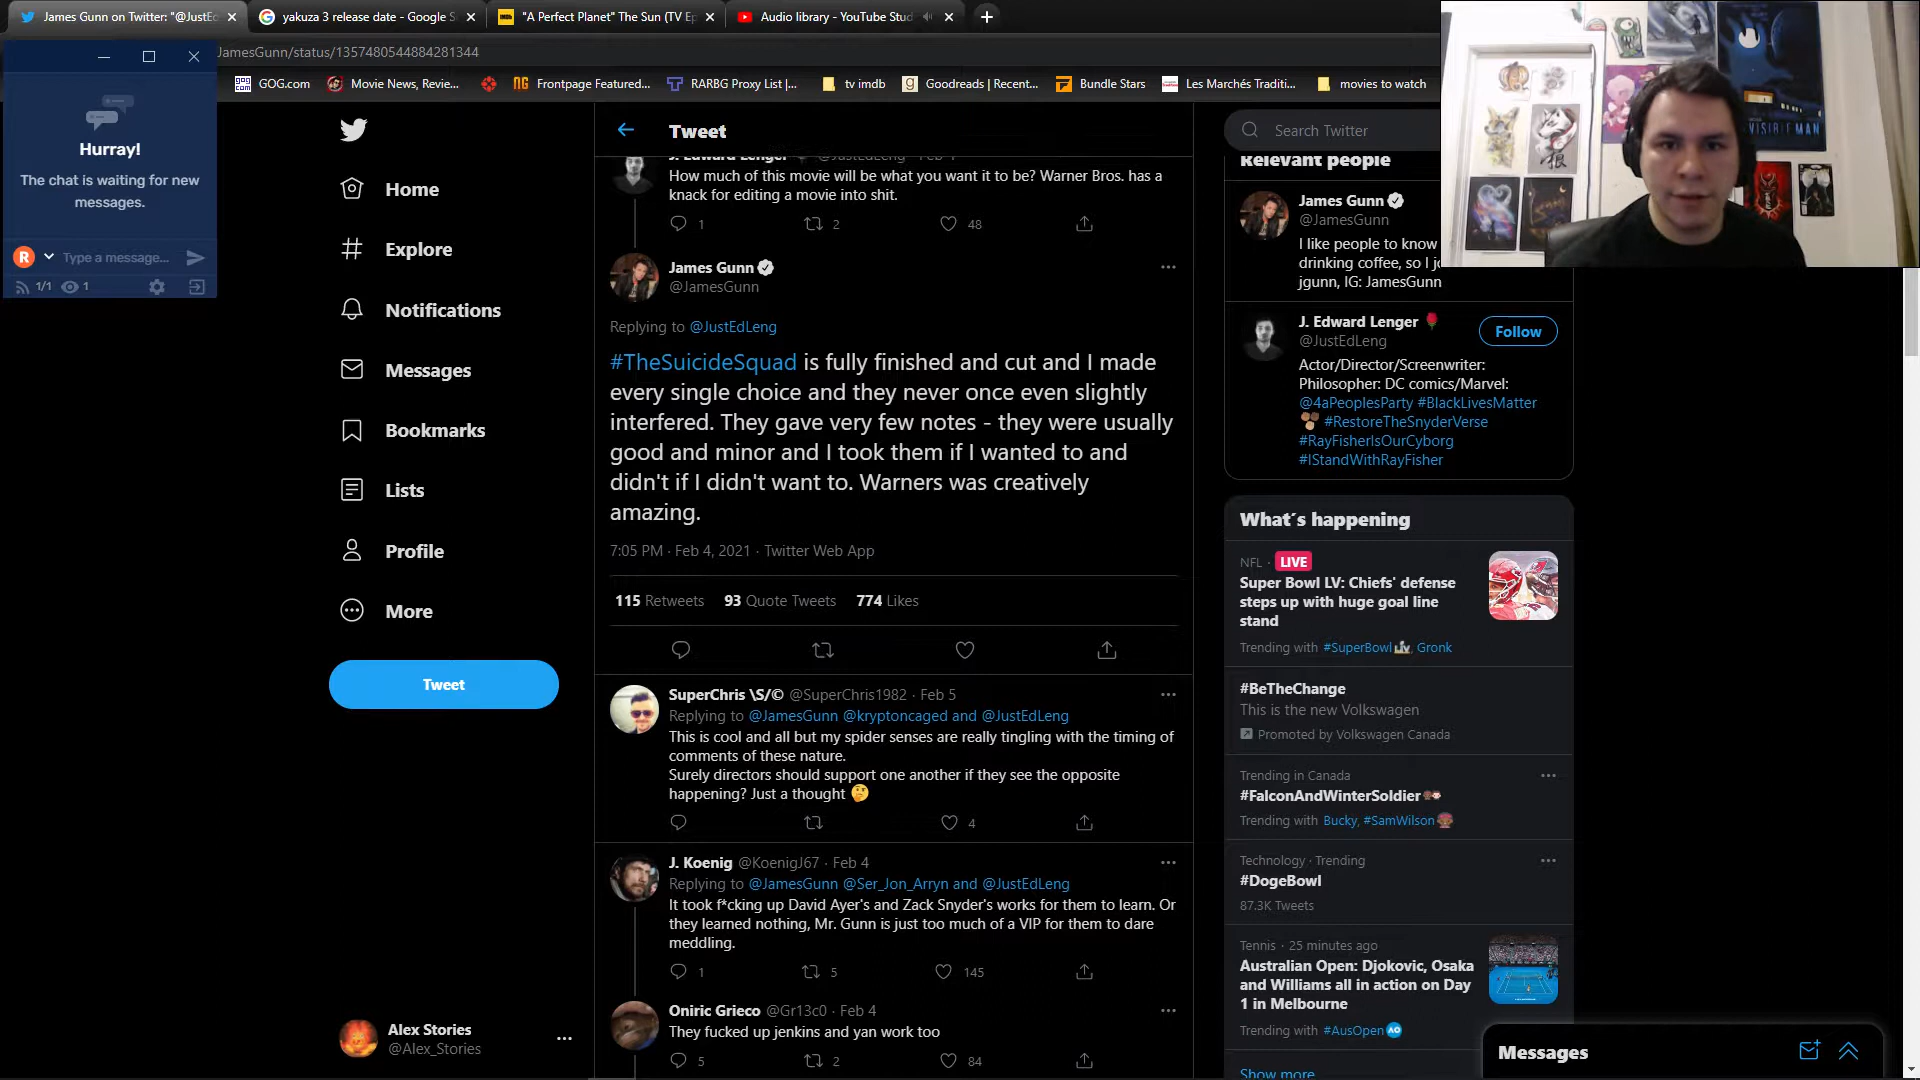 James Gunn on Twitter: "@JustEd
yakuza 3 release date - Google S
"A Perfect Planet" The Sun (TV Ep
Audio library - YouTube Stud
JamesGunn/status/1357480544884281344
GOG.com
Movie News, Revie...
Frontpage Featured...
RARBG Proxy List |...
tv imdb
Goodreads | Recent...
Bundle Stars
Les Marchés Traditi...
movies to watch
Hurray!
The chat is waiting for new
messages.
R
Type a message...
1/1
1
Home
Explore
Notifications
Messages
Bookmarks
Lists
Profile
More
Tweet
Alex Stories
@Alex_Stories
Tweet
J. Edward Lenger @JustEdLeng · Feb 4
How much of this movie will be what you want it to be? Warner Bros. has a
knack for editing a movie into shit.
1
2
48
James Gunn
@JamesGunn
Replying to @JustEdLeng
#TheSuicideSquad is fully finished and cut and I made
every single choice and they never once even slightly
interfered. They gave very few notes - they were usually
good and minor and I took them if I wanted to and
didn't if I didn't want to. Warners was creatively
amazing.
7:05 PM · Feb 4, 2021 · Twitter Web App
115 Retweets 93 Quote Tweets 774 Likes
SuperChris \S/© @SuperChris1982 · Feb 5
Replying to @JamesGunn @kryptoncaged and @JustEdLeng
This is cool and all but my spider senses are really tingling with the timing of
comments of these nature.
Surely directors should support one another if they see the opposite
happening? Just a thought 🤔
4
J. Koenig @KoenigJ67 · Feb 4
Replying to @JamesGunn @Ser_Jon_Arryn and @JustEdLeng
It took f*cking up David Ayer's and Zack Snyder's works for them to learn. Or
they learned nothing, Mr. Gunn is just too much of a VIP for them to dare
meddling.
1
5
145
Oniric Grieco @Gr13c0 · Feb 4
They fucked up jenkins and yan work too
5
2
84
Search Twitter
Relevant people
James Gunn
@JamesGunn
I like people to know
drinking coffee, so I jo
jgunn, IG: JamesGunn
J. Edward Lenger 🌹
@JustEdLeng
Follow
Actor/Director/Screenwriter:
Philosopher: DC comics/Marvel:
@4aPeoplesParty #BlackLivesMatter
#RestoreTheSnyderVerse
#RayFisherIsOurCyborg
#IStandWithRayFisher
What's happening
NFL · LIVE
Super Bowl LV: Chiefs' defense
steps up with huge goal line
stand
Trending with #SuperBowl Gronk
#BeTheChange
This is the new Volkswagen
Promoted by Volkswagen Canada
Trending in Canada
#FalconAndWinterSoldier
Trending with Bucky, #SamWilson
Technology · Trending
#DogeBowl
87.3K Tweets
Tennis · 25 minutes ago
Australian Open: Djokovic, Osaka
and Williams all in action on Day
1 in Melbourne
Trending with #AusOpen
Show more
Messages
VISIBLE MAN